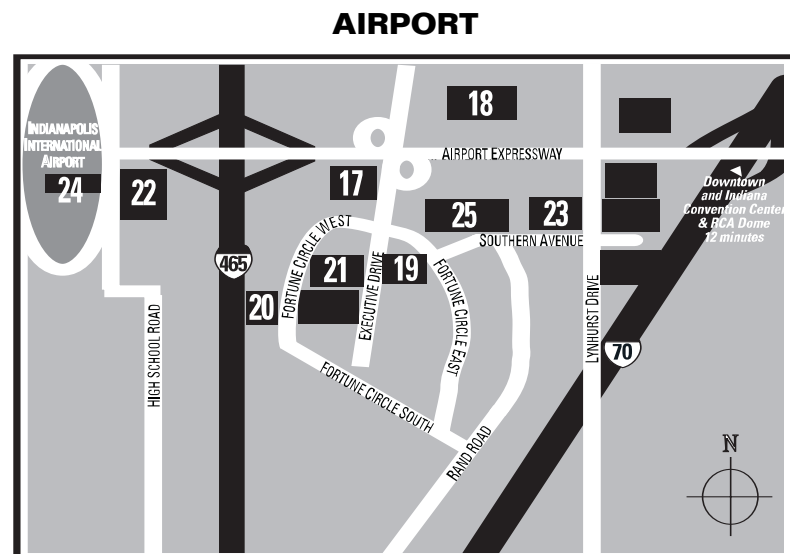 AIRPORT
INDIANAPOLIS
INTERNATIONAL
AIRPORT
24
22
18
AIRPORT EXPRESSWAY
17
25
23
SOUTHERN AVENUE
Downtown
and Indiana
Convention Center
& RCA Dome
12 minutes
465
FORTUNE CIRCLE WEST
21
19
20
EXECUTIVE DRIVE
FORTUNE CIRCLE EAST
HIGH SCHOOL ROAD
LYNHURST DRIVE
70
FORTUNE CIRCLE SOUTH
RAND ROAD
N